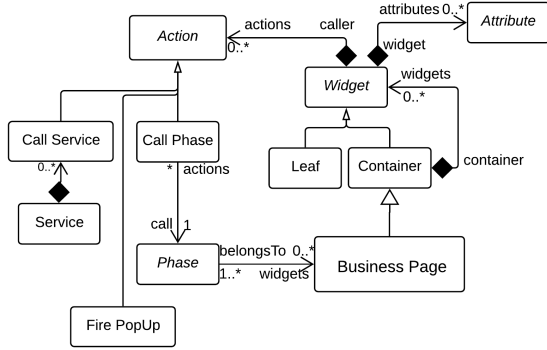 attributes 0..*
Action
actions
caller
Attribute
0..*
widget
Widget
widgets
0..*
Call Service
Call Phase
Leaf
Container
container
0..*
* actions
Service
call 1
belongsTo 0..*
Phase
1..* widgets
Business Page
Fire PopUp